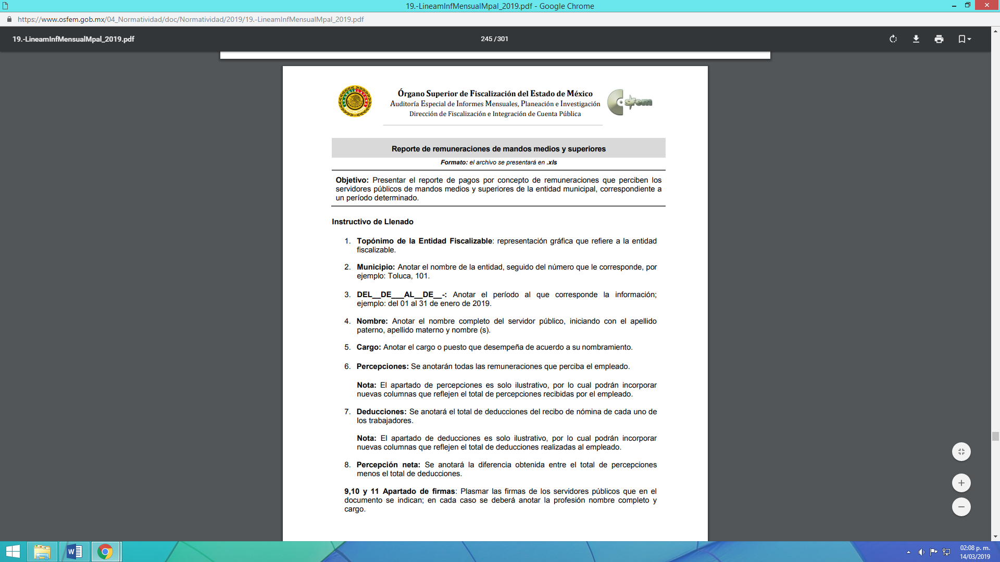 19.-LineamInfMensualMpal_2019.pdf - Google Chrome
https://www.osfem.gob.mx/04_Normatividad/doc/Normatividad/2019/19.-LineamInfMensualMpal_2019.pdf
19.-LineamInfMensualMpal_2019.pdf
245 / 301
Órgano Superior de Fiscalización del Estado de México
Auditoría Especial de Informes Mensuales, Planeación e Investigación
Dirección de Fiscalización e Integración de Cuenta Pública
osfem
Reporte de remuneraciones de mandos medios y superiores
Formato: el archivo se presentará en .xls
Objetivo: Presentar el reporte de pagos por concepto de remuneraciones que perciben los
servidores públicos de mandos medios y superiores de la entidad municipal, correspondiente a
un período determinado.
Instructivo de Llenado
1. Topónimo de la Entidad Fiscalizable: representación gráfica que refiere a la entidad
fiscalizable.
2. Municipio: Anotar el nombre de la entidad, seguido del número que le corresponde, por
ejemplo: Toluca, 101.
3. DEL__DE___AL__DE__-: Anotar el período al que corresponde la información;
ejemplo: del 01 al 31 de enero de 2019.
4. Nombre: Anotar el nombre completo del servidor público, iniciando con el apellido
paterno, apellido materno y nombre (s).
5. Cargo: Anotar el cargo o puesto que desempeña de acuerdo a su nombramiento.
6. Percepciones: Se anotarán todas las remuneraciones que perciba el empleado.
Nota: El apartado de percepciones es solo ilustrativo, por lo cual podrán incorporar
nuevas columnas que reflejen el total de percepciones recibidas por el empleado.
7. Deducciones: Se anotará el total de deducciones del recibo de nómina de cada uno de
los trabajadores.
Nota: El apartado de deducciones es solo ilustrativo, por lo cual podrán incorporar
nuevas columnas que reflejen el total de deducciones realizadas al empleado.
8. Percepción neta: Se anotará la diferencia obtenida entre el total de percepciones
menos el total de deducciones.
9,10 y 11 Apartado de firmas: Plasmar las firmas de los servidores públicos que en el
documento se indican; en cada caso se deberá anotar la profesión nombre completo y
cargo.
02:08 p. m.
14/03/2019